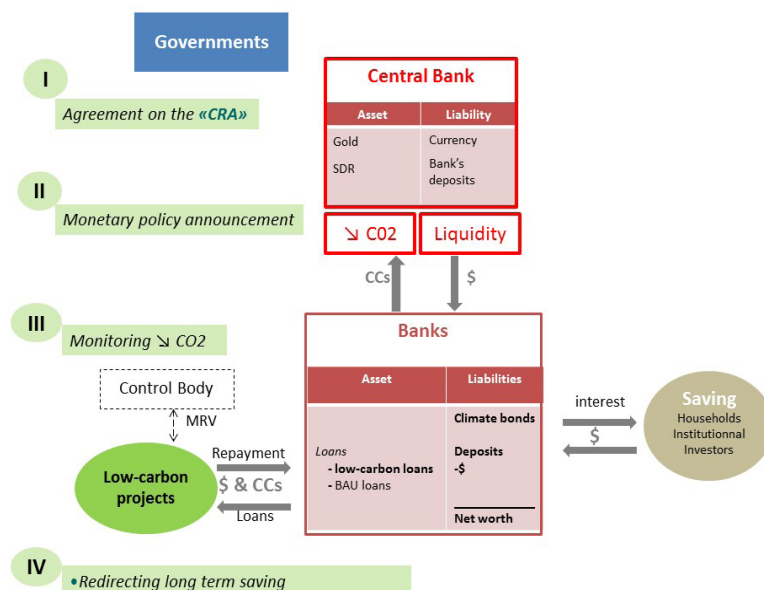 Governments
I
Agreement on the «CRA»
Central Bank
Asset Liability
Gold Currency
SDR Bank's
deposits
II
Monetary policy announcement
↘ C02 Liquidity
CCs $
III
Monitoring ↘ CO2
Banks
Asset Liabilities
Climate bonds
Loans Deposits
- low-carbon loans -$
- BAU loans
Net worth
Control Body
MRV
Low-carbon
projects
Repayment
$ & CCs
Loans
interest
$
Saving
Households
Institutionnal
Investors
IV
•Redirecting long term saving